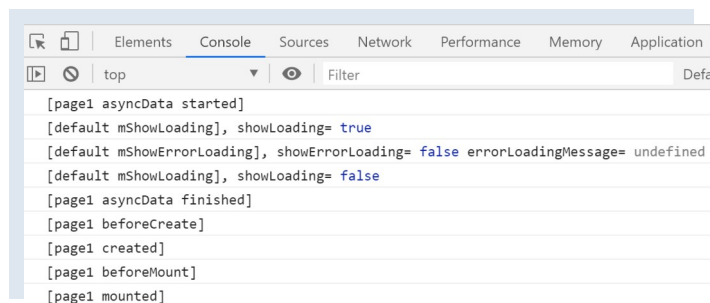 Elements Console Sources Network Performance Memory Application
top Filter
[page1 asyncData started]
[default mShowLoading], showLoading= true
[default mShowErrorLoading], showErrorLoading= false errorLoadingMessage= undefined
[default mShowLoading], showLoading= false
[page1 asyncData finished]
[page1 beforeCreate]
[page1 created]
[page1 beforeMount]
[page1 mounted]